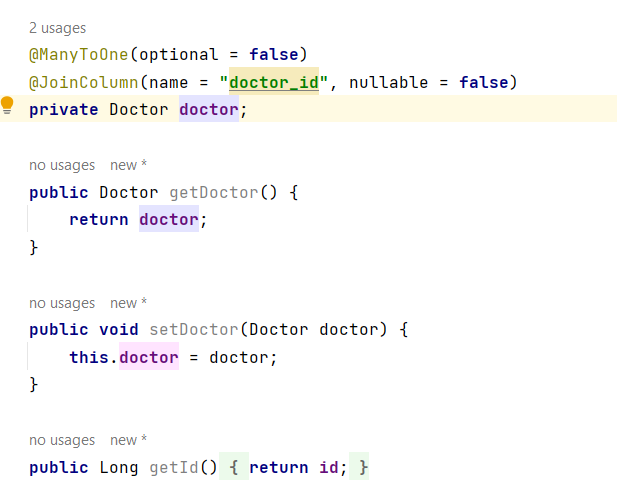 2 usages
@ManyToOne(optional = false)
@JoinColumn(name = "doctor_id", nullable = false)
private Doctor doctor;
no usages new *
public Doctor getDoctor() {
return doctor;
}
no usages new *
public void setDoctor(Doctor doctor) {
this.doctor = doctor;
}
no usages new *
public Long getId() { return id; }